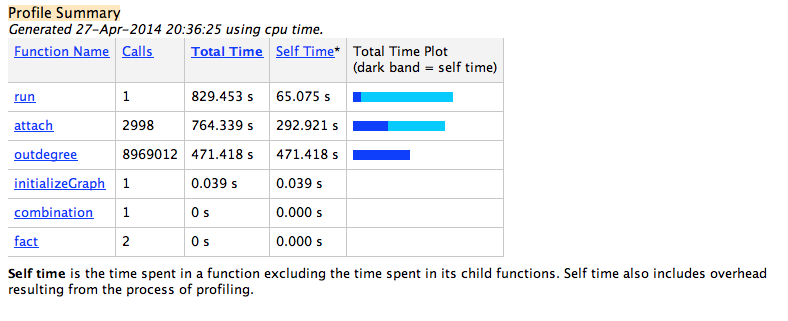 Profile Summary
Generated 27-Apr-2014 20:36:25 using cpu time.
Function Name Calls Total Time Self Time* Total Time Plot
(dark band = self time)
run 1 829.453 s 65.075 s
attach 2998 764.339 s 292.921 s
outdegree 8969012 471.418 s 471.418 s
initializeGraph 1 0.039 s 0.039 s
combination 1 0 s 0.000 s
fact 2 0 s 0.000 s
Self time is the time spent in a function excluding the time spent in its child functions. Self time also includes overhead
resulting from the process of profiling.